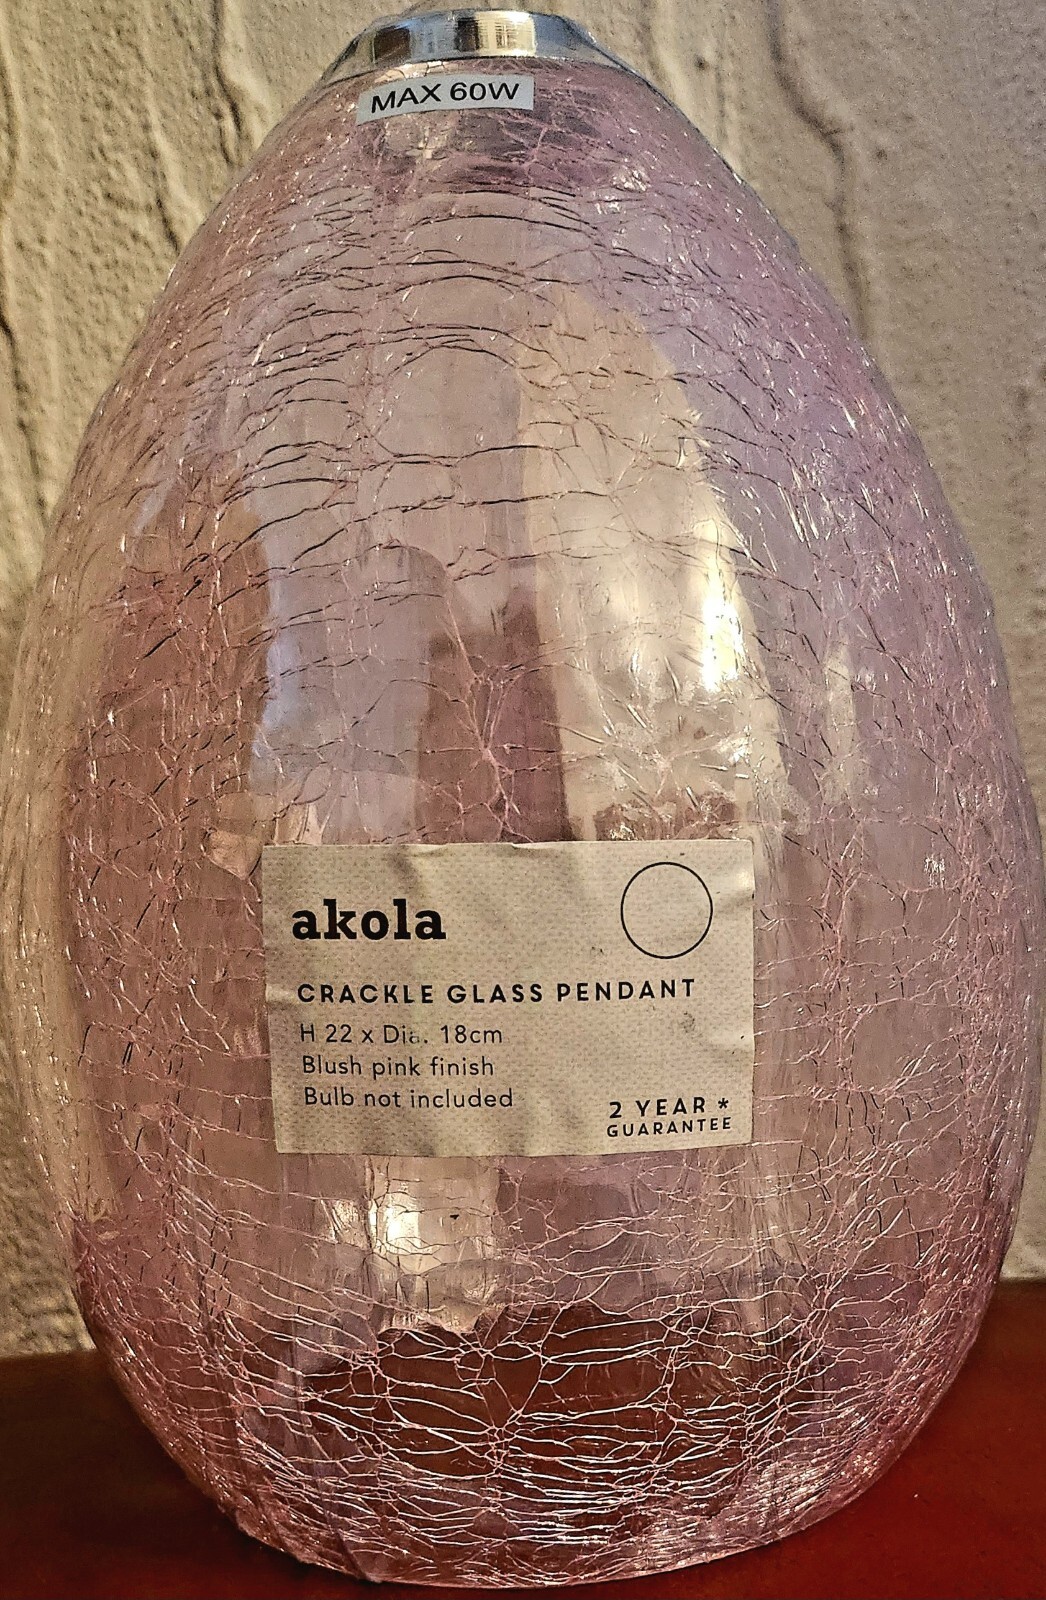 MAX 60W
akola
CRACKLE GLASS PENDANT
H 22 x Dia. 18cm
Blush pink finish
Bulb not included
2 YEAR *
GUARANTEE